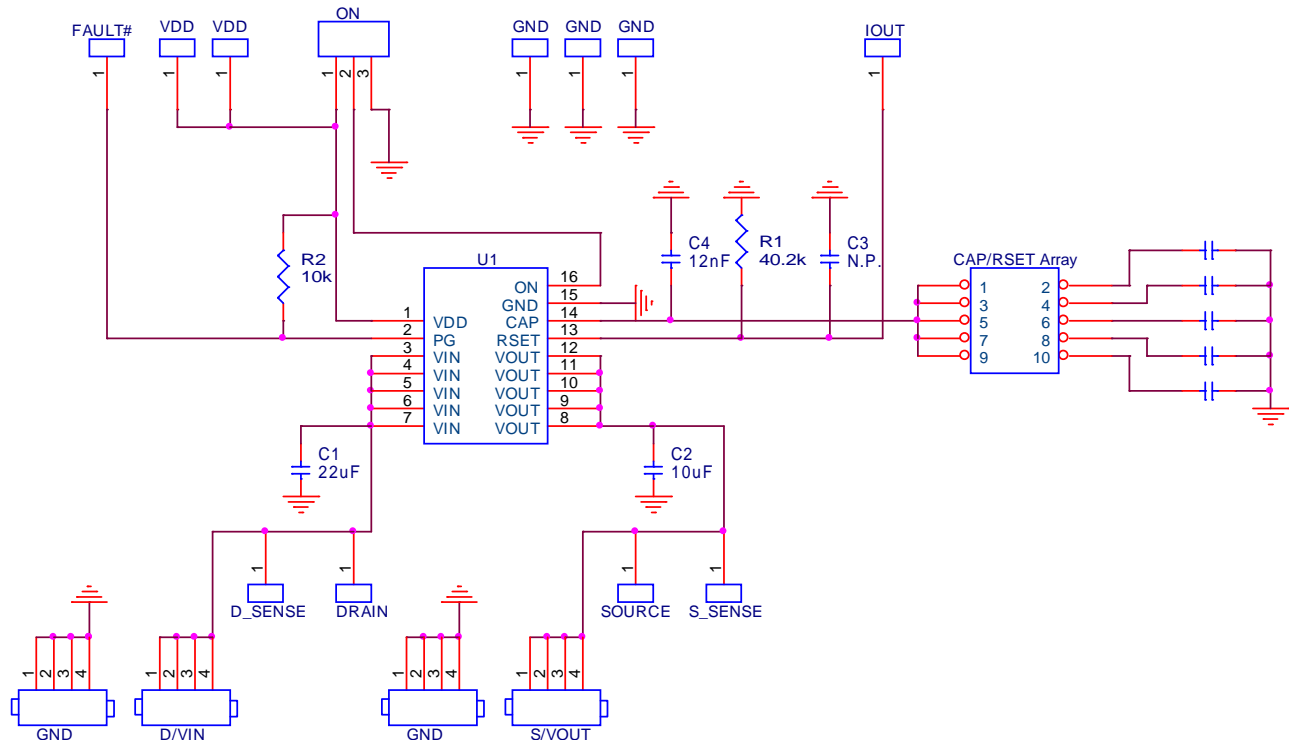 ON
FAULT# VDD VDD GND GND GND IOUT
1 1 1 1 2 3 1 1 1 1
C4
12nF
R1
40.2k
C3
N.P.
R2
10k
U1
CAP/RSET Array
1 VDD
2 PG
3 VIN
4 VIN
5 VIN
6 VIN
7 VIN
ON 16
GND 15
CAP 14
RSET 13
VOUT 12
VOUT 11
VOUT 10
VOUT 9
VOUT 8
1 2
3 4
5 6
7 8
9 10
C1
22uF
C2
10uF
1 1 1 1
D_SENSE DRAIN SOURCE S_SENSE
1 2 3 4 1 2 3 4 1 2 3 4 1 2 3 4
GND D/VIN GND S/VOUT